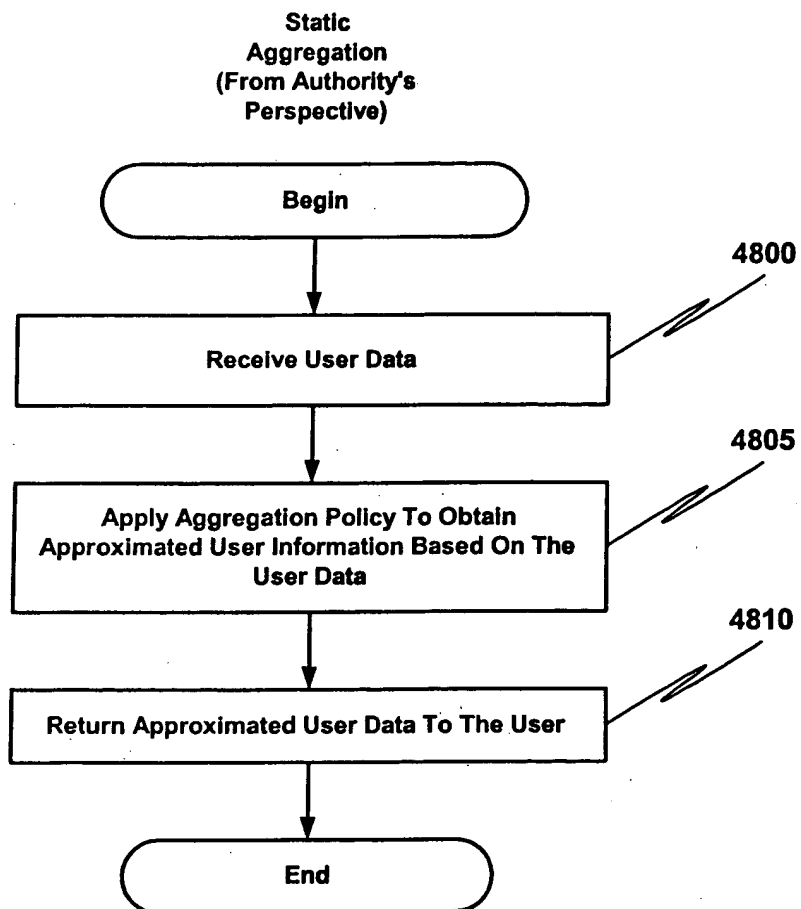 Static
Aggregation
(From Authority's
Perspective)
Begin
4800
Receive User Data
4805
Apply Aggregation Policy To Obtain
Approximated User Information Based On The
User Data
4810
Return Approximated User Data To The User
End